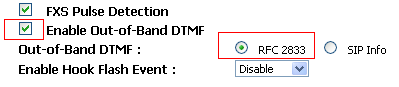 FXS Pulse Detection
Enable Out-of-Band DTMF
Out-of-Band DTMF : RFC 2833 SIP Info
Enable Hook Flash Event : Disable